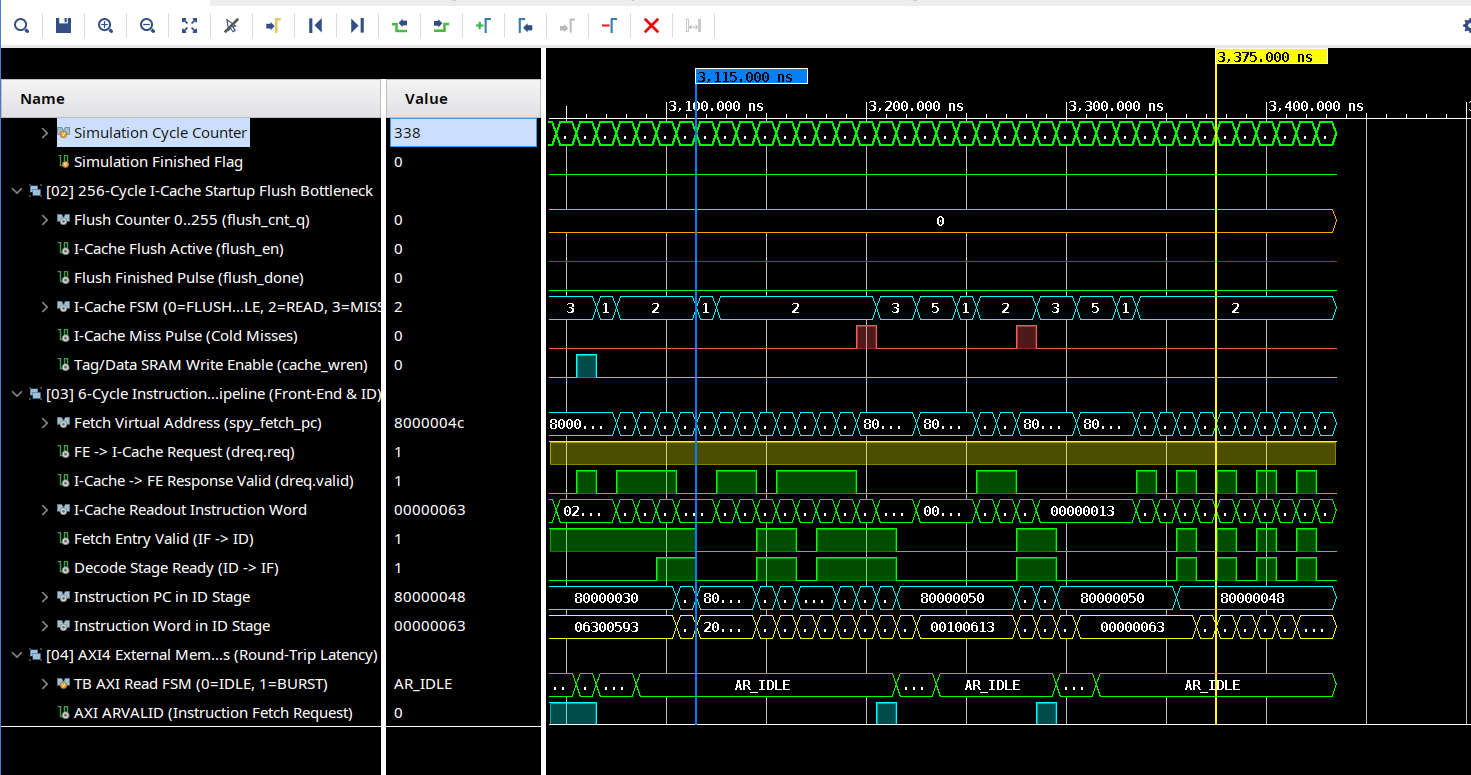 3,375.000 ns
3,115.000 ns
Name Value 3,100.000 ns 3,200.000 ns 3,300.000 ns 3,400.000 ns
Simulation Cycle Counter 338 . . . . . . . . . . . . . . . . . . . . . . . . . . . . . . . . . . . . . . .
Simulation Finished Flag 0
[02] 256-Cycle I-Cache Startup Flush Bottleneck
Flush Counter 0..255 (flush_cnt_q) 0 0
I-Cache Flush Active (flush_en) 0
Flush Finished Pulse (flush_done) 0
I-Cache FSM (0=FLUSH...LE, 2=READ, 3=MISS 2 3 1 2 1 2 3 5 1 2 3 5 1 2
I-Cache Miss Pulse (Cold Misses) 0
Tag/Data SRAM Write Enable (cache_wren) 0
[03] 6-Cycle Instruction...ipeline (Front-End & ID)
Fetch Virtual Address (spy_fetch_pc) 8000004c 8000... . . . . . . . . . . . . 80... 80... . . 80... 80... . . . . . . . . . .
FE -> I-Cache Request (dreq.req) 1
I-Cache -> FE Response Valid (dreq.valid) 1
I-Cache Readout Instruction Word 00000063 02... . . . ... . . . . . . . . ... . 00... . . 00000013 . . . . . . . . . .
Fetch Entry Valid (IF -> ID) 1
Decode Stage Ready (ID -> IF) 1
Instruction PC in ID Stage 80000048 80000030 . 80... . . ... . . . . 80000050 . . 80000050 80000048
Instruction Word in ID Stage 00000063 06300593 . 20... . . . . . . . 00100613 . . . 00000063 . . . . . . ...
[04] AXI4 External Mem...s (Round-Trip Latency)
TB AXI Read FSM (0=IDLE, 1=BURST) AR_IDLE .. . ... AR_IDLE ... AR_IDLE ... AR_IDLE
AXI ARVALID (Instruction Fetch Request) 0